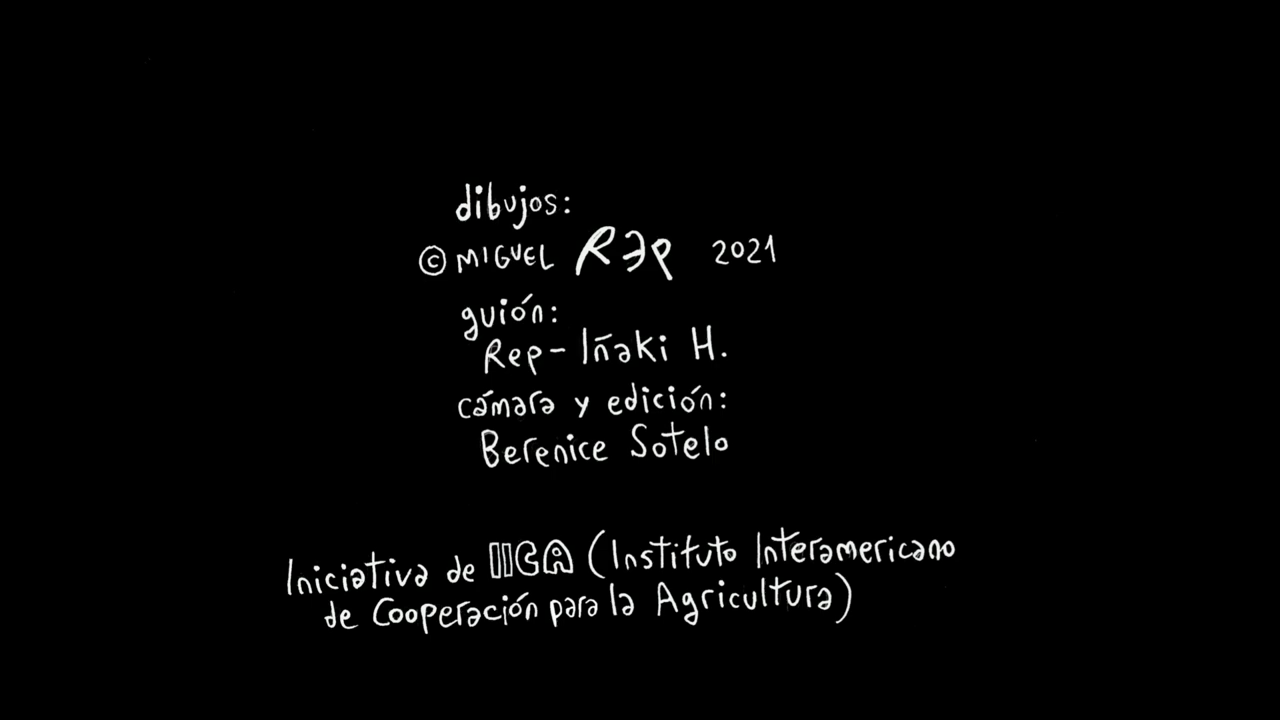 dibujos:
© MIGUEL Rep 2021
guión:
Rep - Iñaki H.
cámara y edición:
Berenice Sotelo
Iniciativa de IICA (Instituto Interamericano
de Cooperación para la Agricultura)